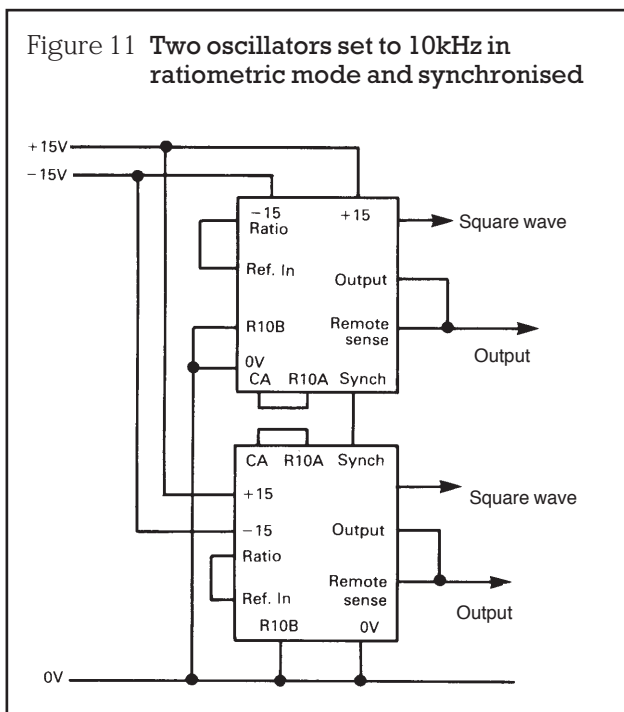 Figure 11 Two oscillators set to 10kHz in
ratiometric mode and synchronised
+15V
−15V
−15 +15
Ratio
Square wave
Ref. In
Output
R10B
Remote
sense
Output
0V
CA R10A Synch
CA R10A Synch
+15
Square wave
−15
Output
Ratio
Remote
sense
Ref. In
Output
R10B 0V
0V